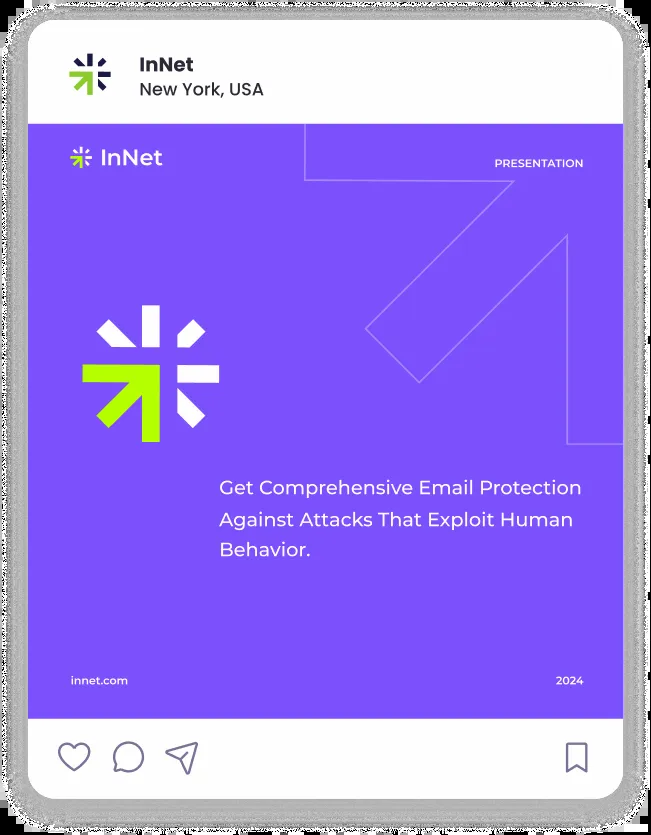 InNet
New York, USA
InNet
PRESENTATION
Get Comprehensive Email Protection
Against Attacks That Exploit Human
Behavior.
innet.com
2024